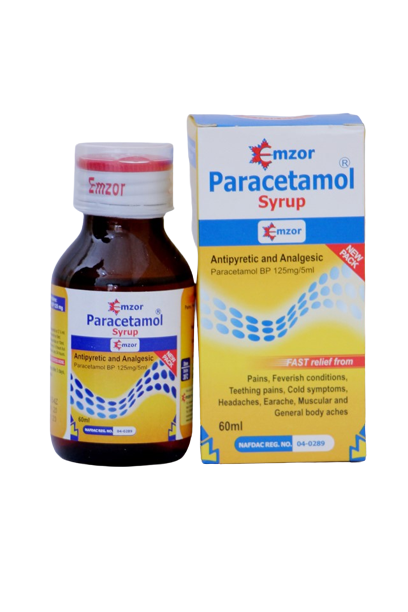 Emzor
Emzor
Paracetamol®
Syrup
Emzor
Antipyretic and Analgesic
Paracetamol BP 125mg/5ml
NEW
PACK
60ml
NAFDAC REG. NO. 04-0289
Emzor
Paracetamol®
Syrup
Emzor
Antipyretic and Analgesic
Paracetamol BP 125mg/5ml
NEW
PACK
FAST relief from
Pains, Feverish conditions,
Teething pains, Cold symptoms,
Headaches, Earache, Muscular and
General body aches
60ml
NAFDAC REG. NO. 04-0289